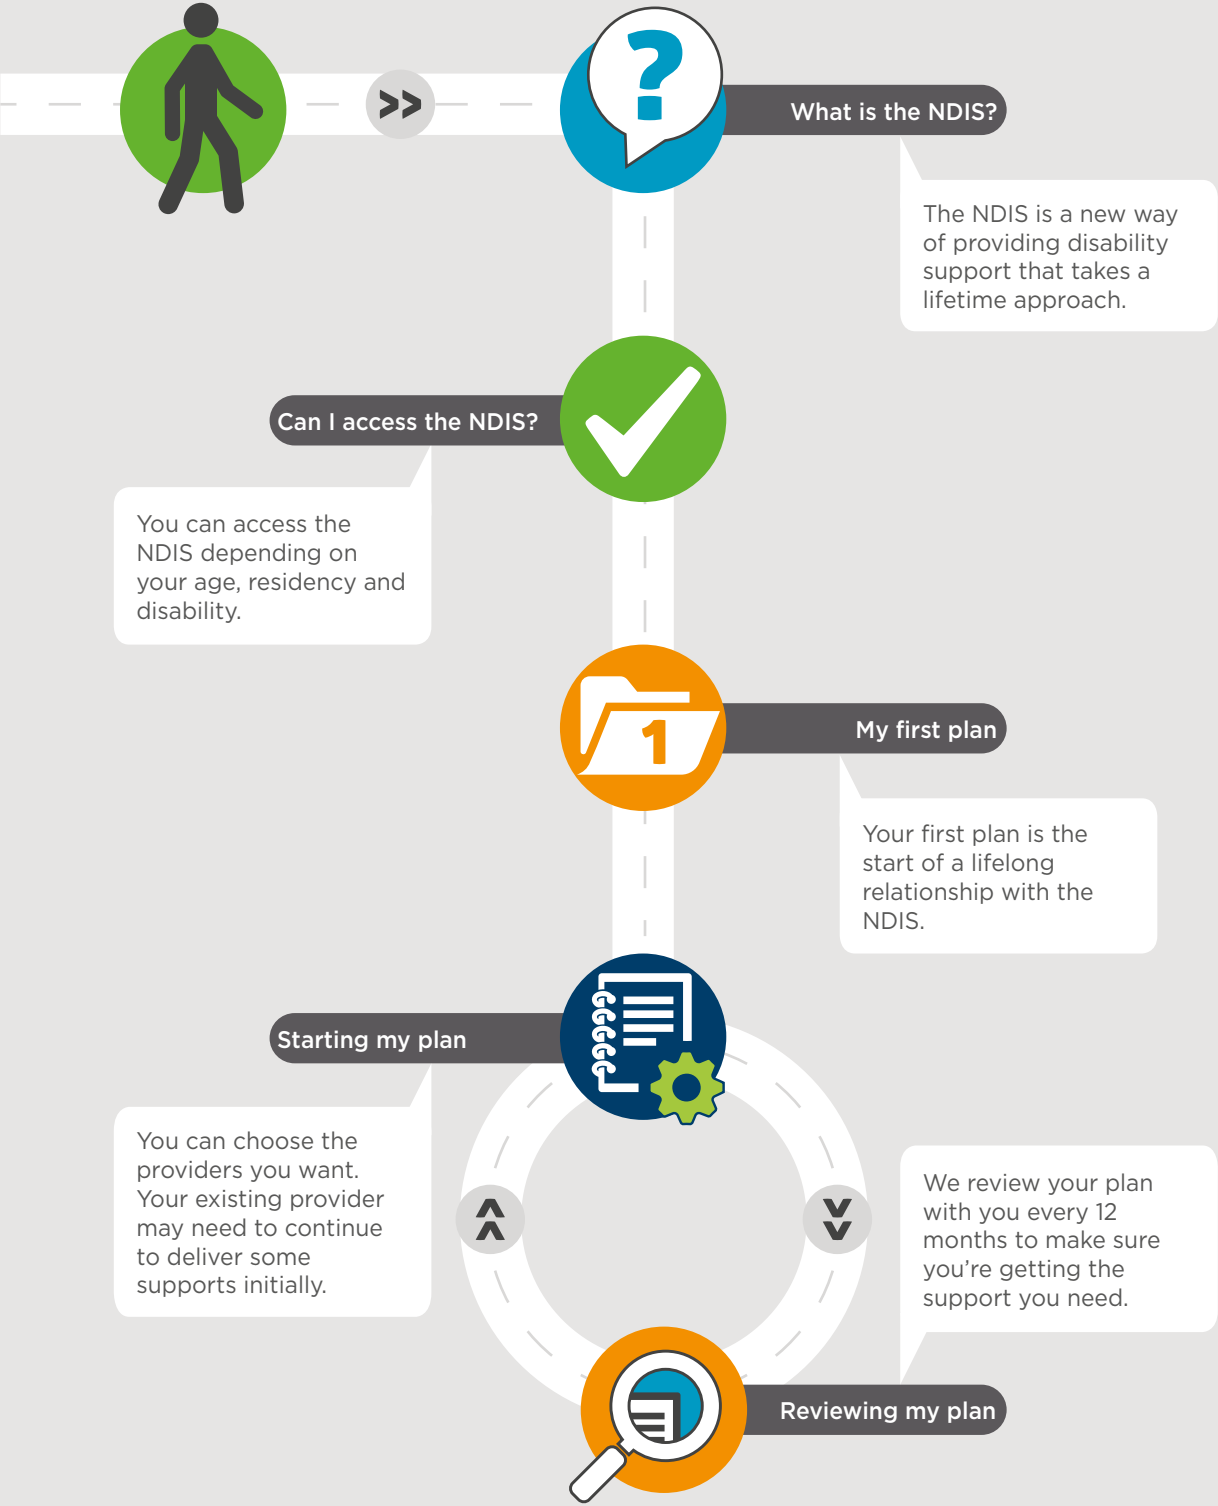 What is the NDIS?
The NDIS is a new way
of providing disability
support that takes a
lifetime approach.
Can I access the NDIS?
You can access the
NDIS depending on
your age, residency and
disability.
1
My first plan
Your first plan is the
start of a lifelong
relationship with the
NDIS.
Starting my plan
You can choose the
providers you want.
Your existing provider
may need to continue
to deliver some
supports initially.
We review your plan
with you every 12
months to make sure
you’re getting the
support you need.
Reviewing my plan